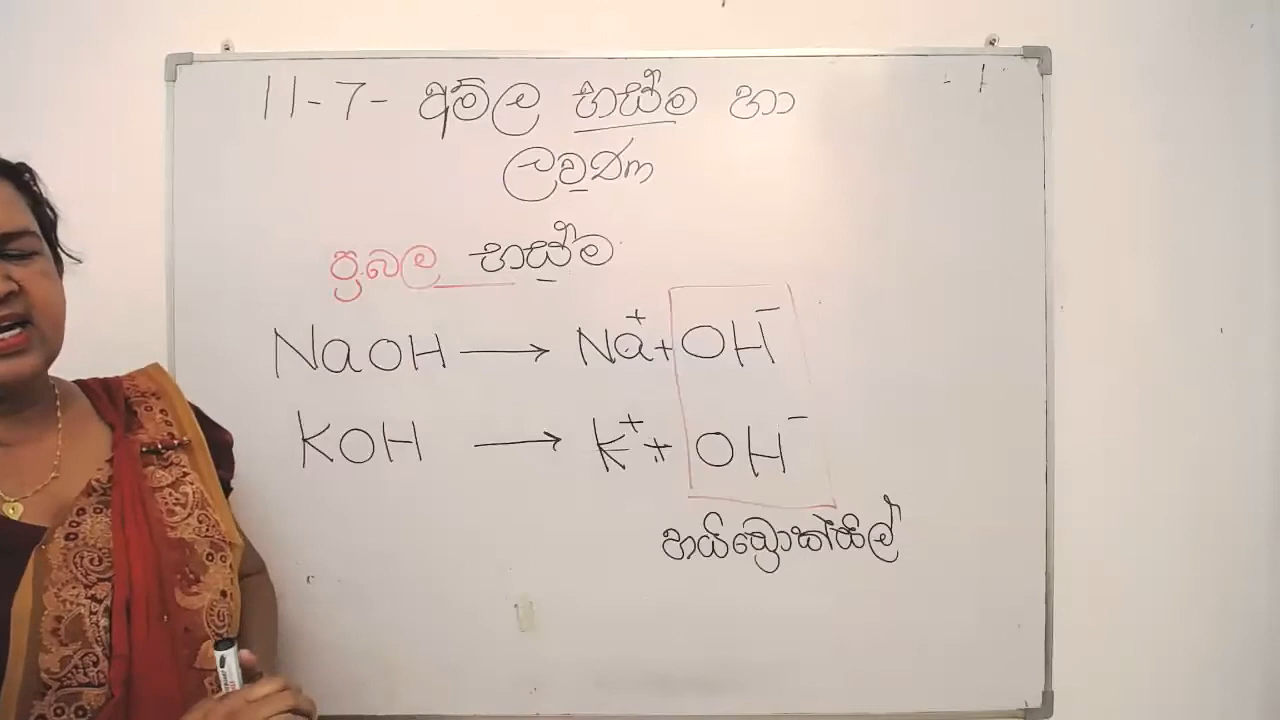 11-7- අම්ල භස්ම හා
ලවණ
ප්‍රබල භස්ම
NaOH → Na⁺ + OH⁻
KOH → K⁺ + OH⁻
හයිඩ්‍රොක්සිල්